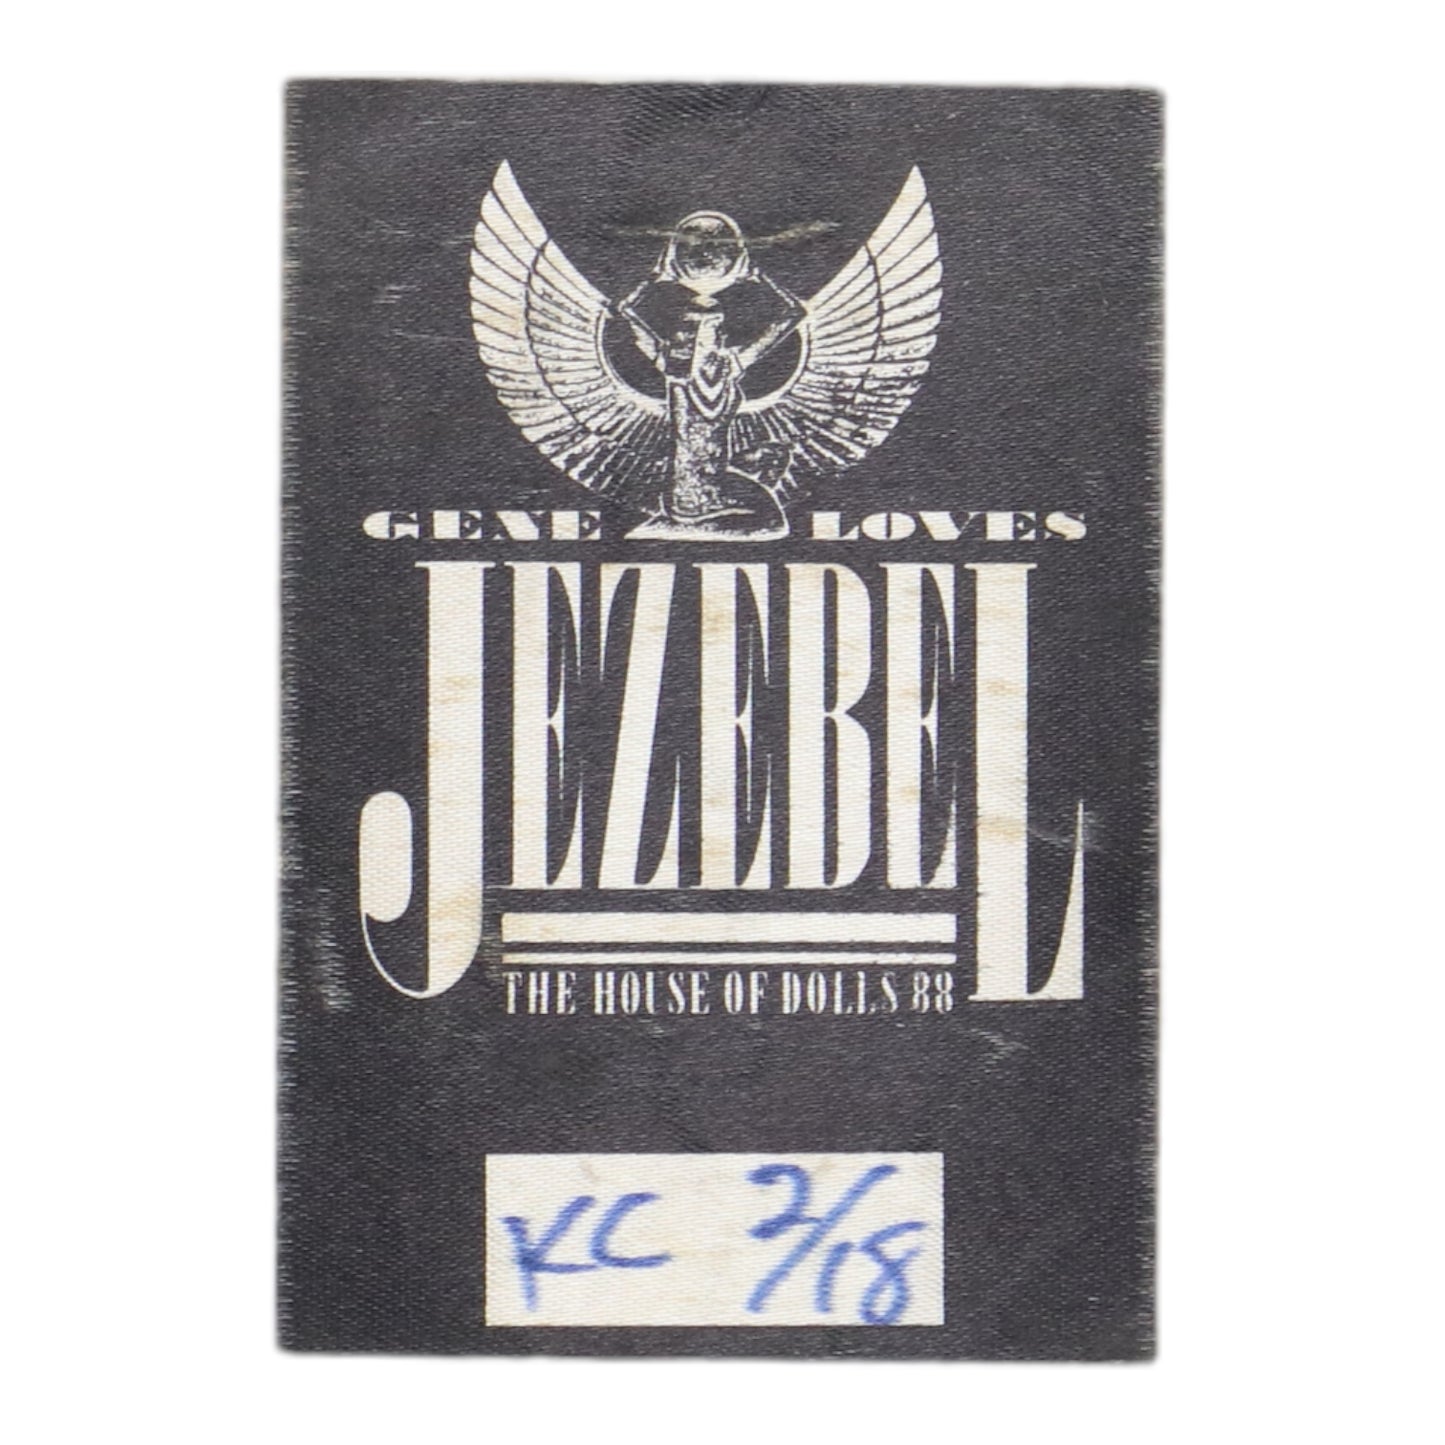 GENE LOVES
JEZEBEL
THE HOUSE OF DOLLS 88
KC 2/18